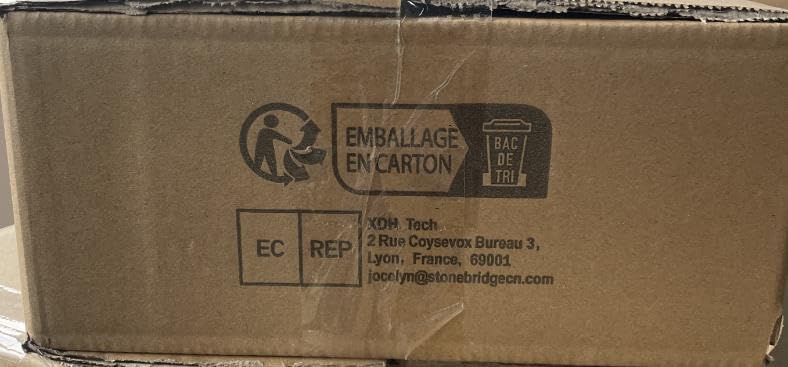 EMBALLAGE
EN CARTON
BAC
DE
TRI
EC REP
XDH Tech
2 Rue Coysevox Bureau 3,
Lyon, France, 69001
jocelyn@stonebridgecn.com